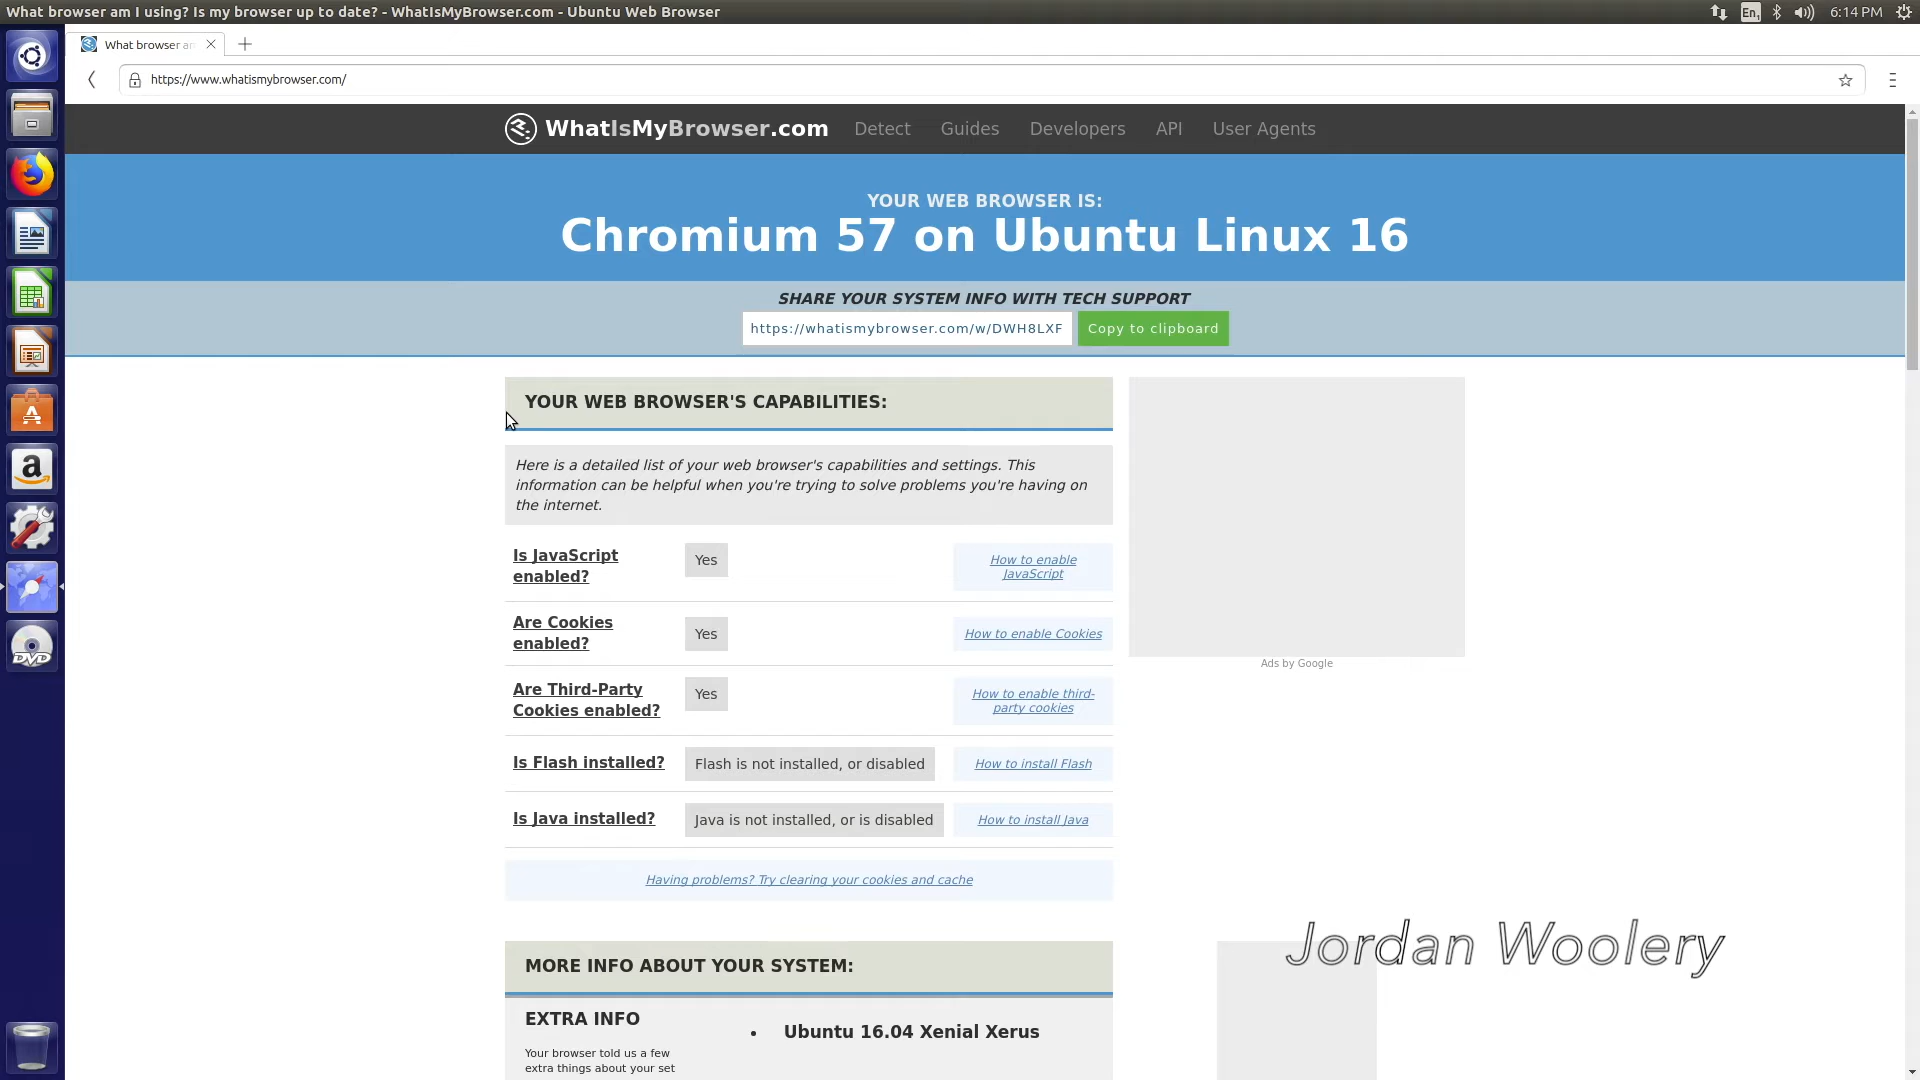 What browser am I using? Is my browser up to date? - WhatIsMyBrowser.com - Ubuntu Web Browser
En1
6:14 PM
What browser a
https://www.whatismybrowser.com/
WhatIsMyBrowser.com
Detect
Guides
Developers
API
User Agents
YOUR WEB BROWSER IS:
Chromium 57 on Ubuntu Linux 16
SHARE YOUR SYSTEM INFO WITH TECH SUPPORT
https://whatismybrowser.com/w/DWH8LXF
Copy to clipboard
YOUR WEB BROWSER'S CAPABILITIES:
Here is a detailed list of your web browser's capabilities and settings. This
information can be helpful when you're trying to solve problems you're having on
the internet.
Is JavaScript
enabled?
Yes
How to enable
JavaScript
Are Cookies
enabled?
Yes
How to enable Cookies
Are Third-Party
Cookies enabled?
Yes
How to enable third-
party cookies
Is Flash installed?
Flash is not installed, or disabled
How to install Flash
Is Java installed?
Java is not installed, or is disabled
How to install Java
Having problems? Try clearing your cookies and cache
Ads by Google
MORE INFO ABOUT YOUR SYSTEM:
EXTRA INFO
Your browser told us a few
extra things about your set
• Ubuntu 16.04 Xenial Xerus
Jordan Woolery
a
DVD